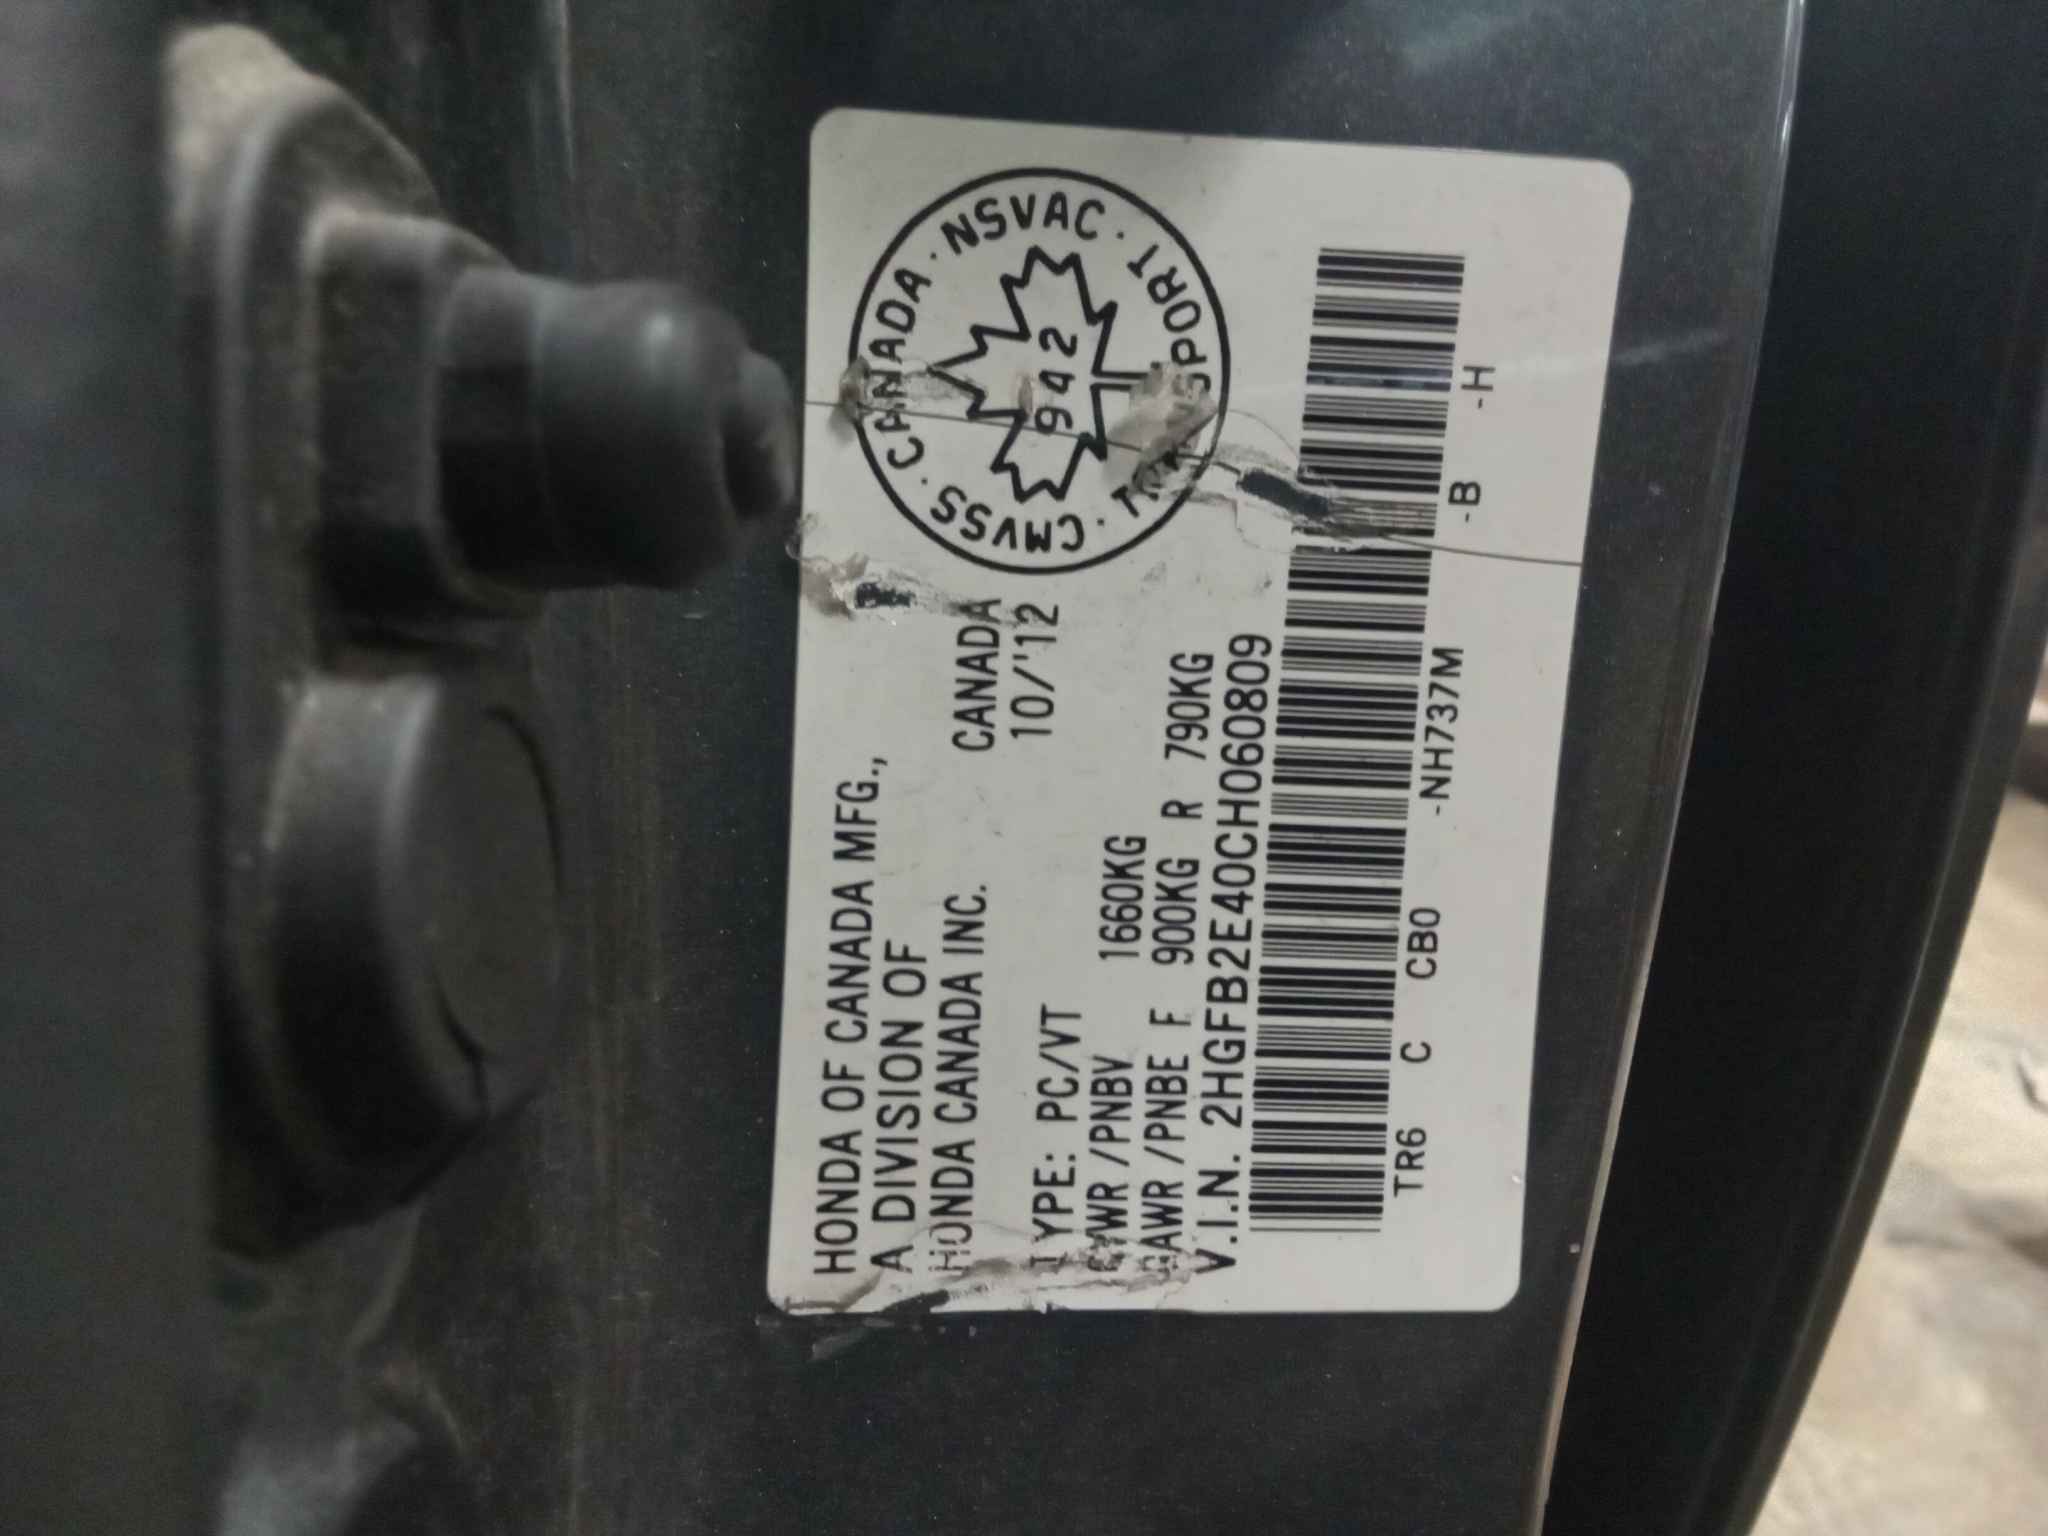 HONDA OF CANADA MFG.,
A DIVISION OF
HONDA CANADA INC.
CANADA
10/'12
TYPE: PC/VT
GVWR/PNBV 1660KG
GAWR/PNBE F 900KG R 790KG
V.I.N. 2HGFB2E40CH060809
TR6 C CB0 -NH737M -B -H
CMVSS · CANADA · NSVAC · TRANSPORT ·
942